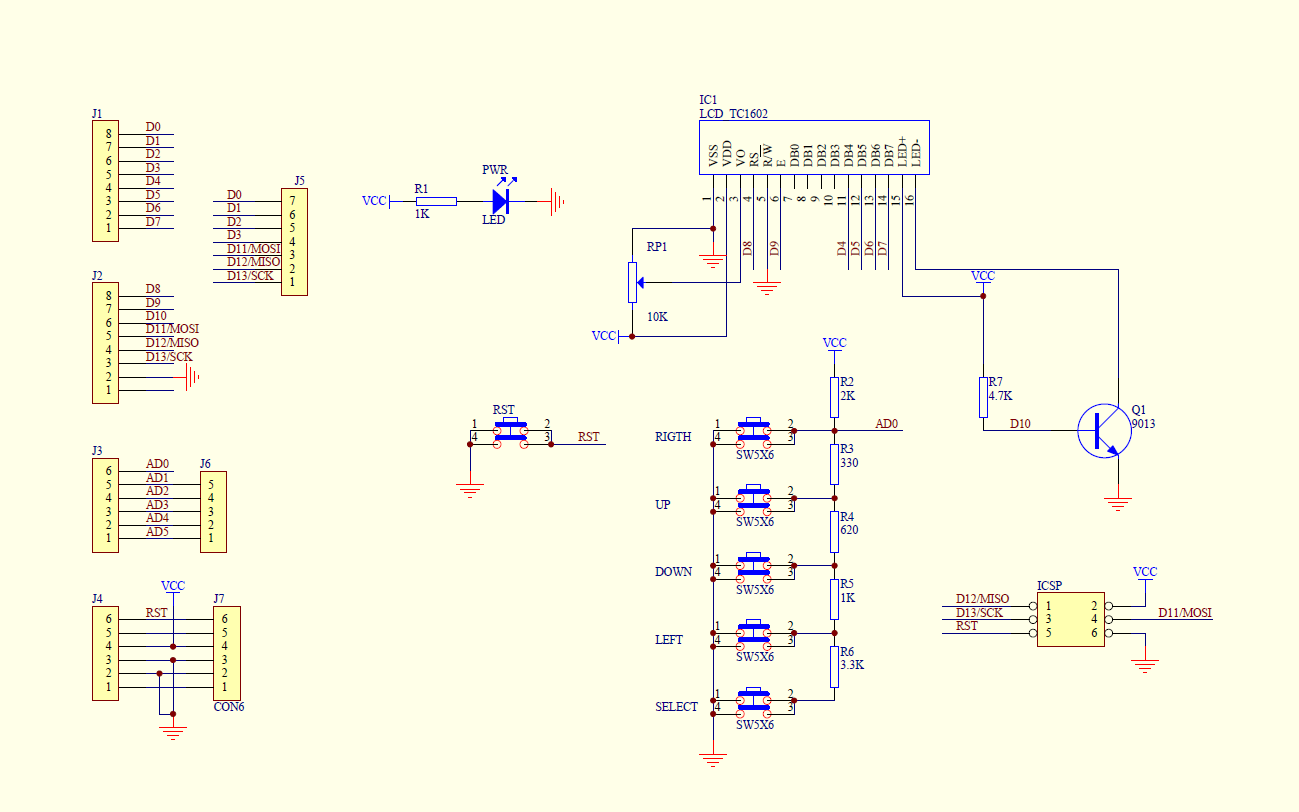 J1
8 D0
7 D1
6 D2
5 D3
4 D4
3 D5
2 D6
1 D7
J5
D0 7
D1 6
D2 5
D3 4
D11/MOSI 3
D12/MISO 2
D13/SCK 1
J2
8 D8
7 D9
6 D10
5 D11/MOSI
4 D12/MISO
3 D13/SCK
2
1
J3
6 AD0
5 AD1
4 AD2
3 AD3
2 AD4
1 AD5
J6
5
4
3
2
1
VCC
J4
6 RST
5
4
3
2
1
J7
6
5
4
3
2
1
CON6
PWR
VCC
R1
1K
LED
IC1
LCD TC1602
VSS VDD VO RS R/W E DB0 DB1 DB2 DB3 DB4 DB5 DB6 DB7 LED+ LED-
1 2 3 4 5 6 7 8 9 10 11 12 13 14 15 16
D8 D9 D4 D5 D6 D7
RP1
10K
VCC
VCC
R7
4.7K
D10
Q1
9013
RST
1 2
4 3 RST
VCC
R2
2K
AD0
RIGTH
1 2
4 3
SW5X6
R3
330
UP
1 2
4 3
SW5X6
R4
620
DOWN
1 2
4 3
SW5X6
R5
1K
LEFT
1 2
4 3
SW5X6
R6
3.3K
SELECT
1 2
4 3
SW5X6
ICSP
VCC
D12/MISO 1 2
D13/SCK 3 4 D11/MOSI
RST 5 6